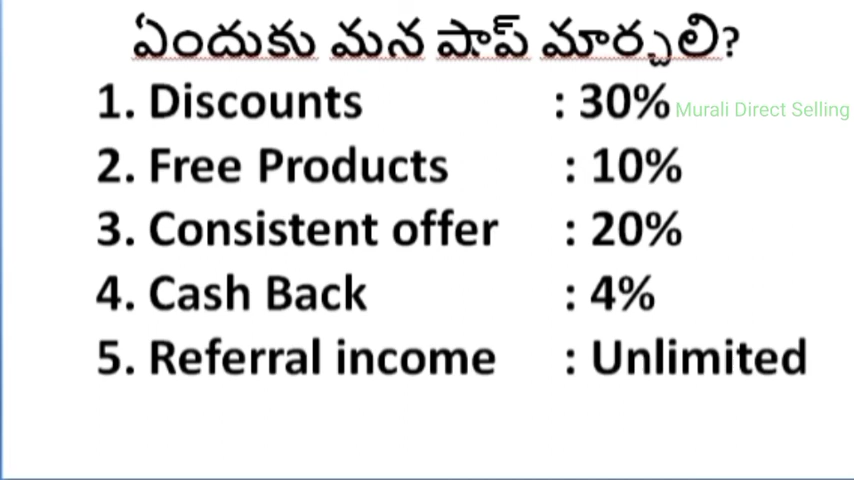 ఏందుకు మన షాప్ మార్చలి?
1. Discounts : 30%
Murali Direct Selling
2. Free Products : 10%
3. Consistent offer : 20%
4. Cash Back : 4%
5. Referral income : Unlimited